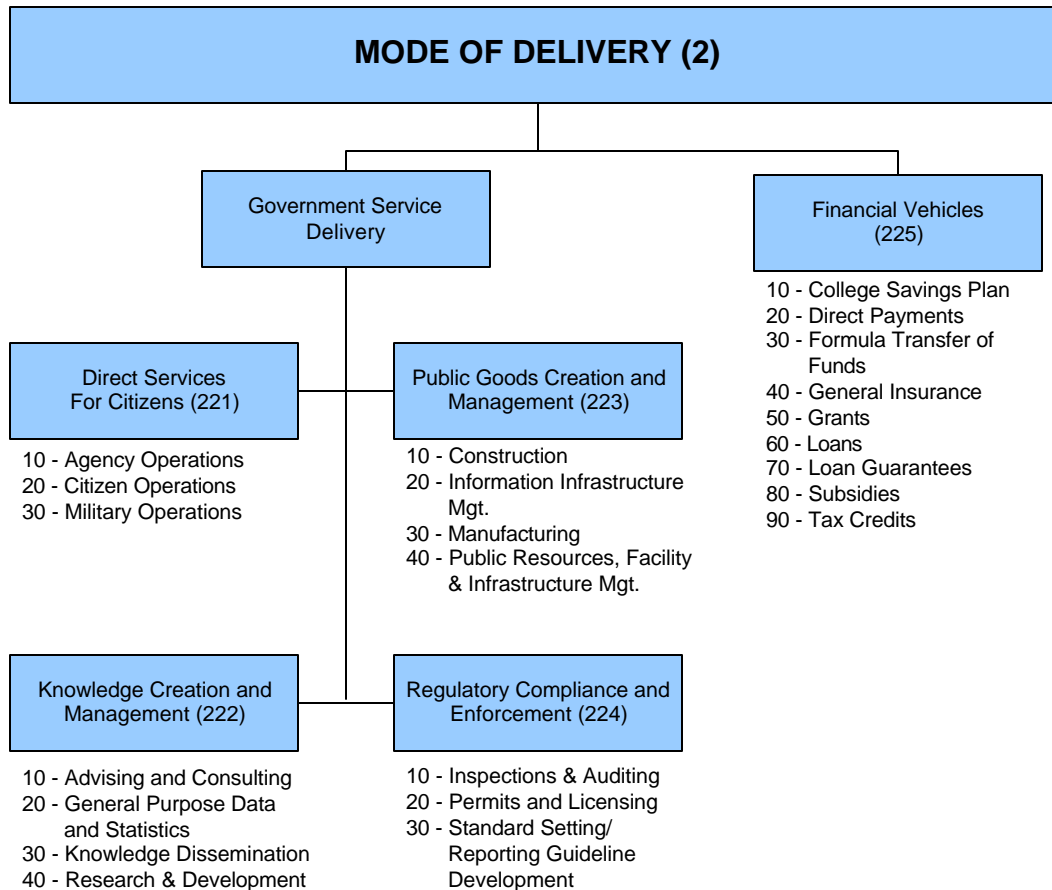 MODE OF DELIVERY (2)
Government Service
Delivery
Financial Vehicles
(225)
10 - College Savings Plan
20 - Direct Payments
30 - Formula Transfer of
Funds
40 - General Insurance
50 - Grants
60 - Loans
70 - Loan Guarantees
80 - Subsidies
90 - Tax Credits
Direct Services
For Citizens (221)
10 - Agency Operations
20 - Citizen Operations
30 - Military Operations
Public Goods Creation and
Management (223)
10 - Construction
20 - Information Infrastructure
Mgt.
30 - Manufacturing
40 - Public Resources, Facility
& Infrastructure Mgt.
Knowledge Creation and
Management (222)
10 - Advising and Consulting
20 - General Purpose Data
and Statistics
30 - Knowledge Dissemination
40 - Research & Development
Regulatory Compliance and
Enforcement (224)
10 - Inspections & Auditing
20 - Permits and Licensing
30 - Standard Setting/
Reporting Guideline
Development